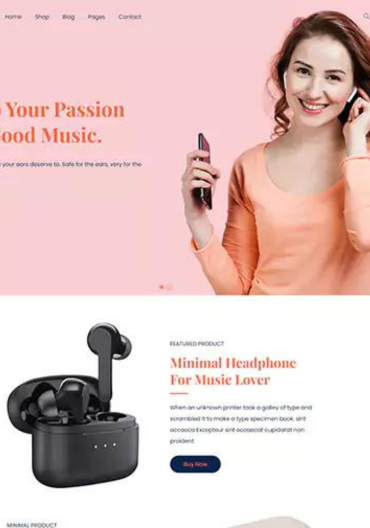 Home Shop Blog Pages Contact
Your Passion
Good Music.
your ears deserve to. Safe for the ears, very for the
FEATURED PRODUCT
Minimal Headphone
For Music Lover
When an unknown printer took a galley of type and
scrambled it to make a type specimen book. sint
occaeca Excepteur sint occaecat cupidatat non
proident.
Buy Now
MINIMAL PRODUCT